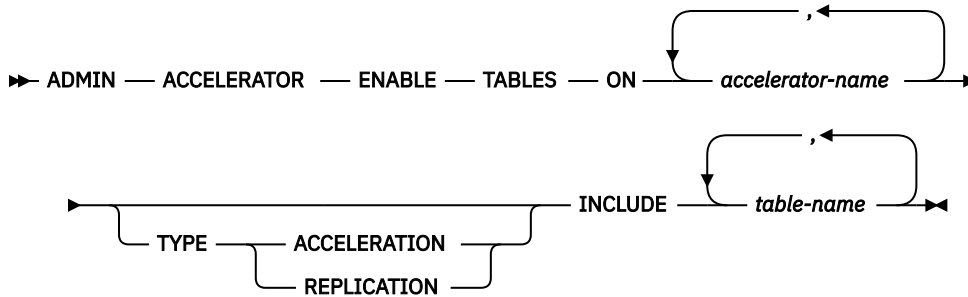 ,
ADMIN ACCELERATOR ENABLE TABLES ON accelerator-name
,
INCLUDE table-name
TYPE ACCELERATION
REPLICATION